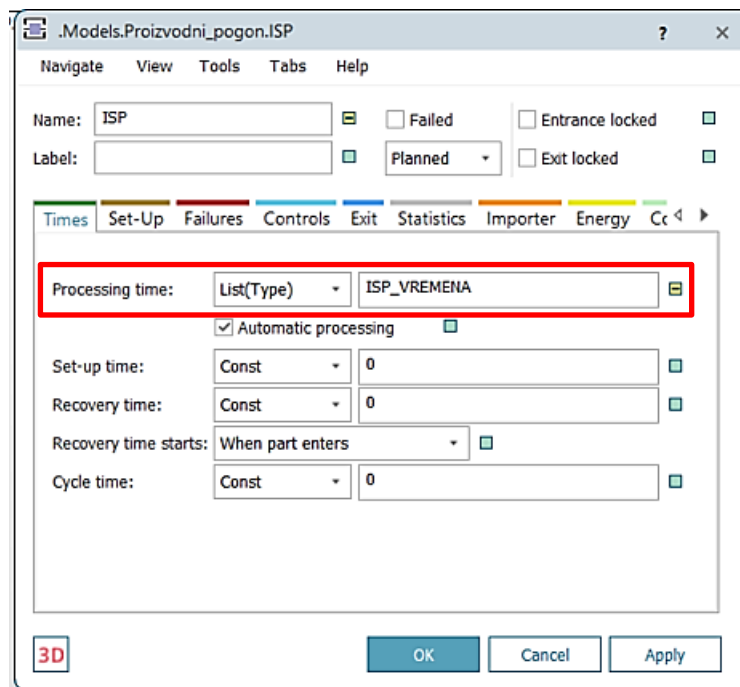 .Models.Proizvodni_pogon.ISP ? ×
Navigate View Tools Tabs Help
Name: ISP Failed Entrance locked
Label: Planned Exit locked
Times Set-Up Failures Controls Exit Statistics Importer Energy
Processing time: List(Type) ISP_VREMENA
Automatic processing
Set-up time: Const 0
Recovery time: Const 0
Recovery time starts: When part enters
Cycle time: Const 0
3D OK Cancel Apply